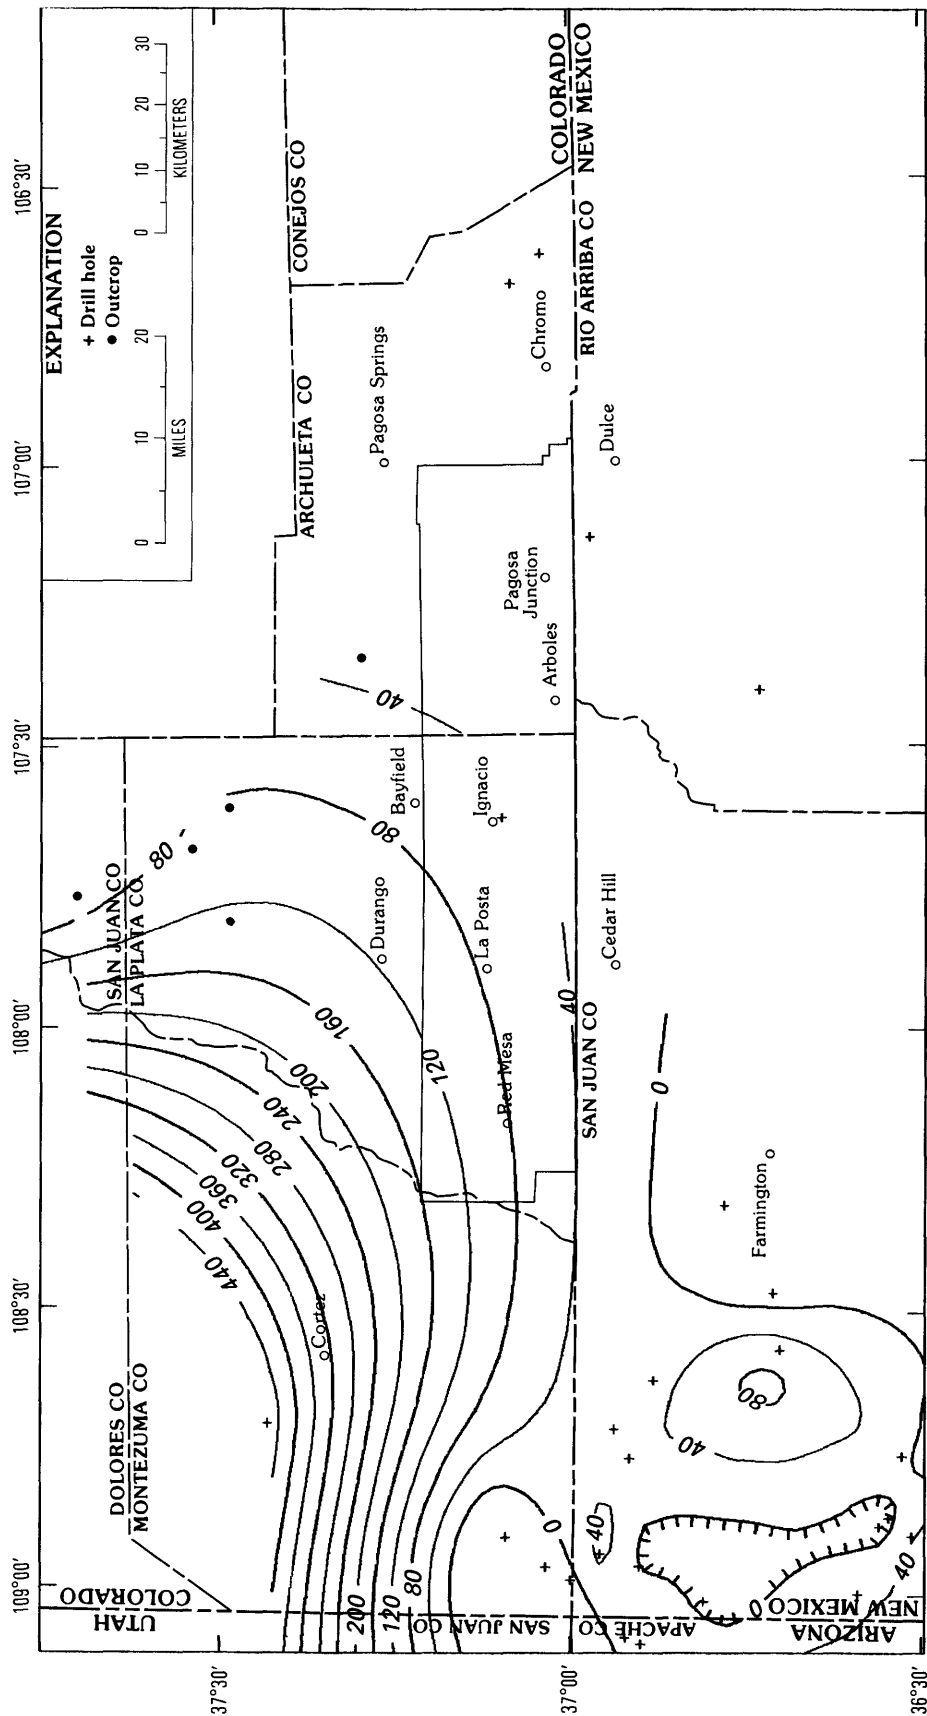 109°00'
108°30'
108°00'
107°30'
107°00'
106°30'
EXPLANATION
+ Drill hole
● Outcrop
0 10 20
MILES
0 10 20 30
KILOMETERS
UTAH
COLORADO
DOLORES CO
MONTEZUMA CO
SAN JUAN CO
LA PLATA CO
ARCHULETA CO
CONEJOS CO
80
37°30'
440
400
360
320
280
240
200
160
120
80
40
Cortez
Durango
Bayfield
Pagosa Springs
200
120
80
SAN JUAN CO
0
Red Mesa
La Posta
Ignacio
Arboles
Pagosa
Junction
Chromo
COLORADO
NEW MEXICO
37°00'
40
APACHE CO
SAN JUAN CO
RIO ARRIBA CO
Cedar Hill
Dulce
40
40
80
0
Farmington
0
40
ARIZONA
NEW MEXICO
36°30'